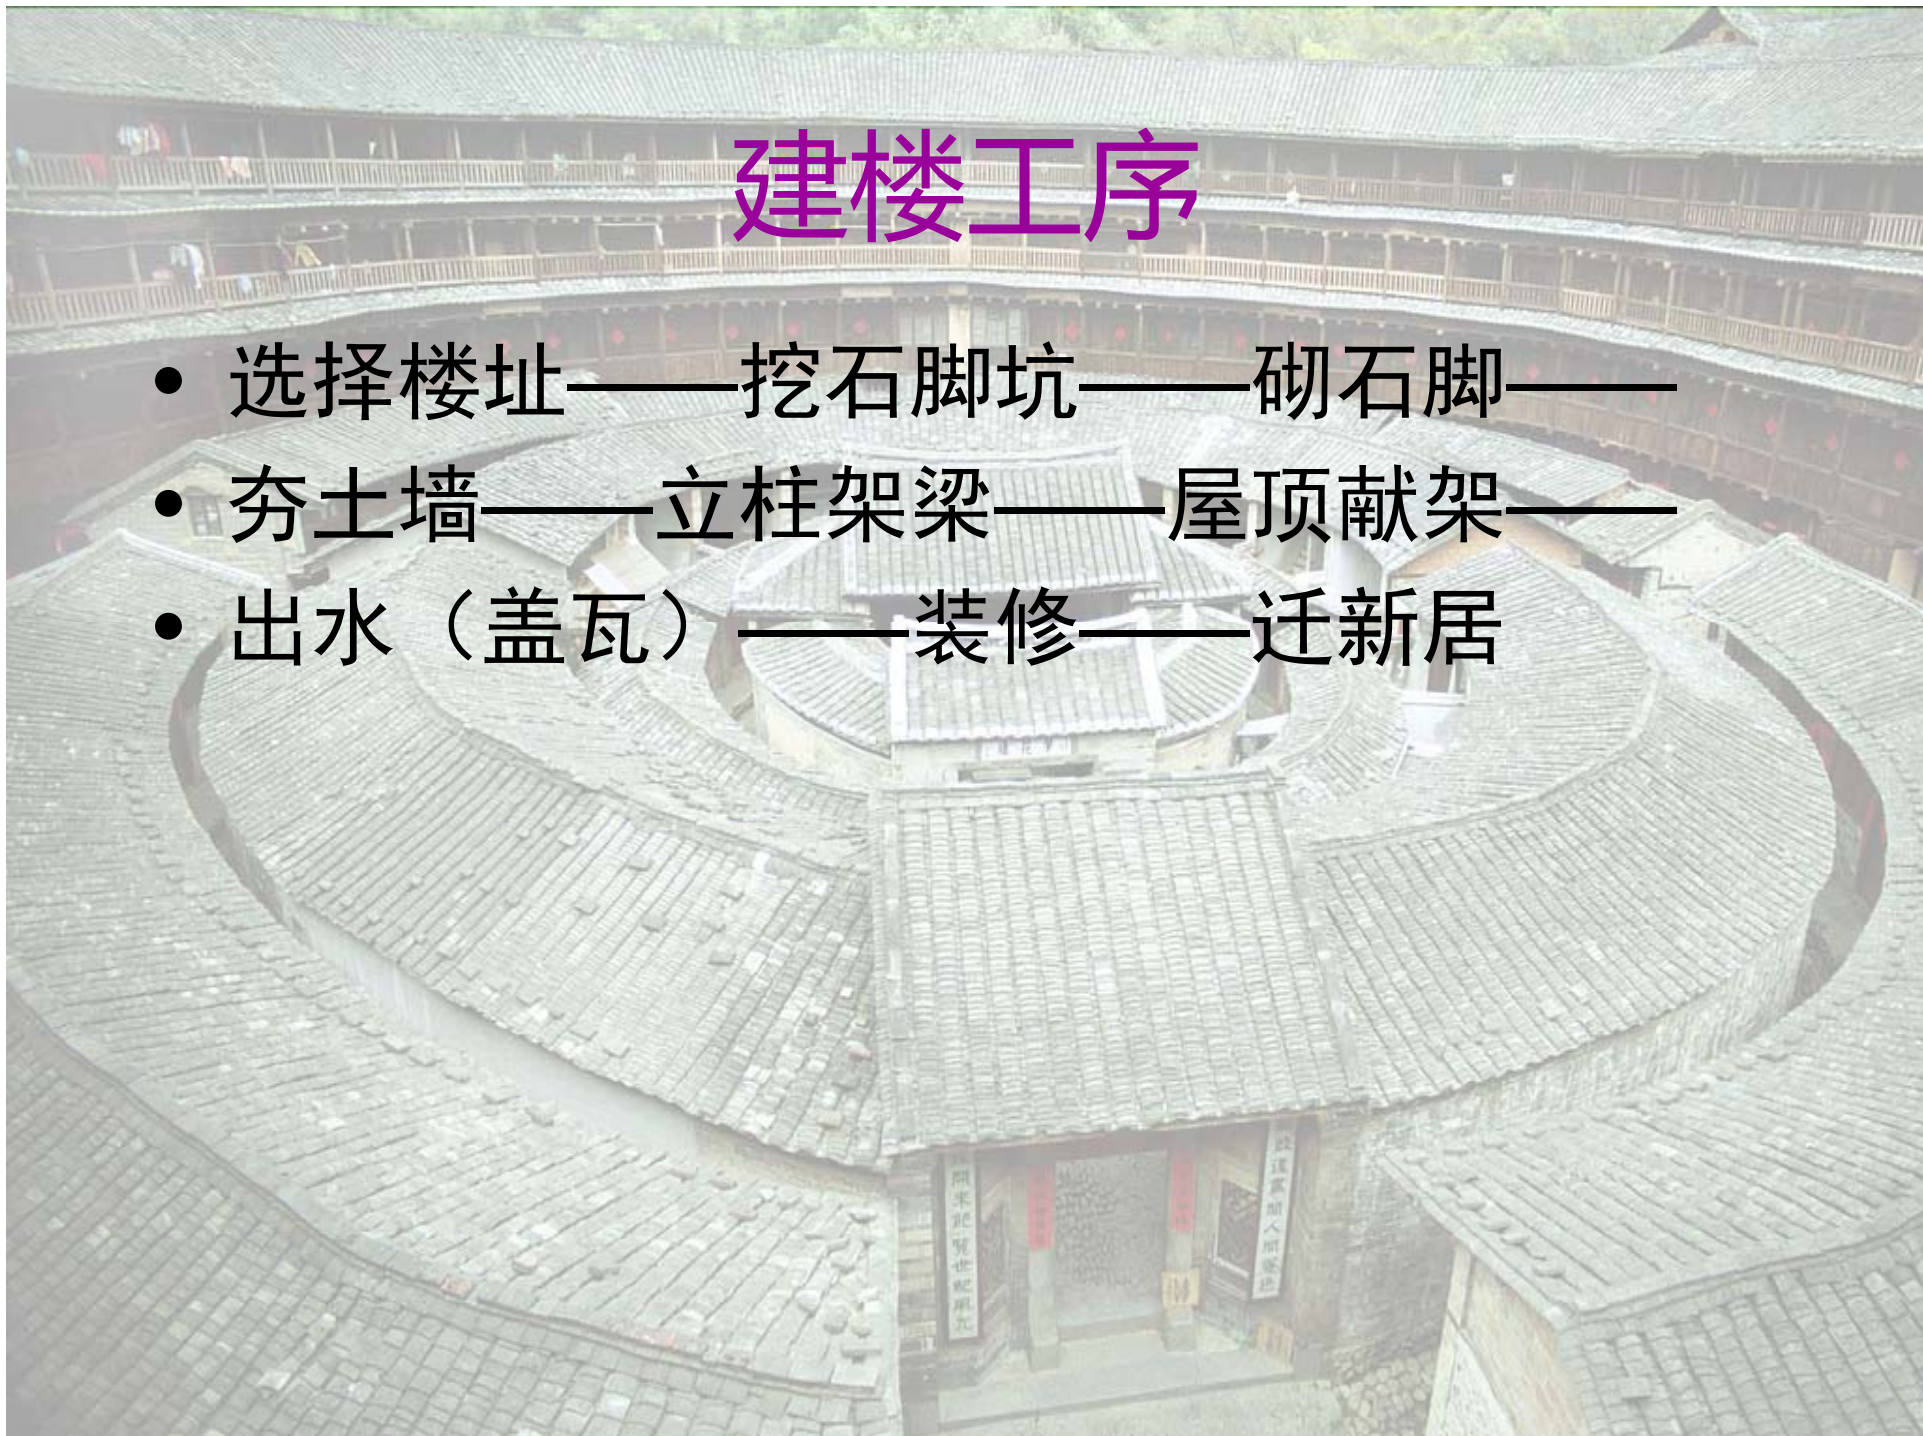 建楼工序
• 选择楼址——挖石脚坑——砌石脚——
• 夯土墙——立柱架梁——屋顶献架——
• 出水（盖瓦）——装修——迁新居